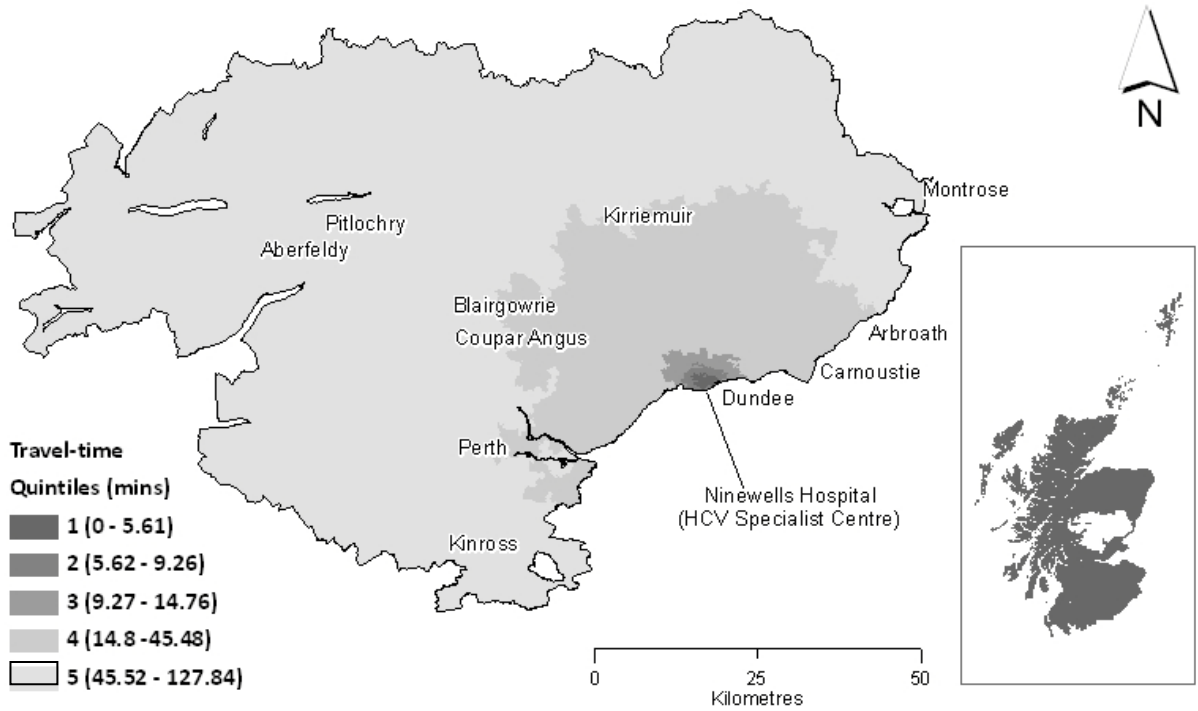 N
Montrose
Kirriemuir
Pitlochry
Aberfeldy
Blairgowrie
Coupar Angus
Arbroath
Carnoustie
Dundee
Perth
Ninewells Hospital
(HCV Specialist Centre)
Kinross
Travel-time
Quintiles (mins)
1 (0 - 5.61)
2 (5.62 - 9.26)
3 (9.27 - 14.76)
4 (14.8 -45.48)
5 (45.52 - 127.84)
0 25 50
Kilometres